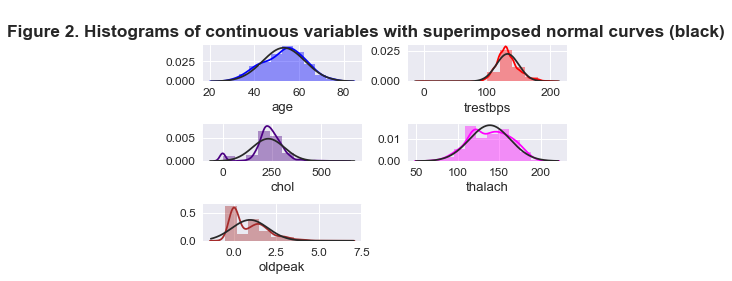 Figure 2. Histograms of continuous variables with superimposed normal curves (black)
0.025
0.000
20 40 60 80
age
0.025
0.000
0 100 200
trestbps
0.005
0.000
0 250 500
chol
0.01
0.00
50 100 150 200
thalach
0.5
0.0
0.0 2.5 5.0 7.5
oldpeak